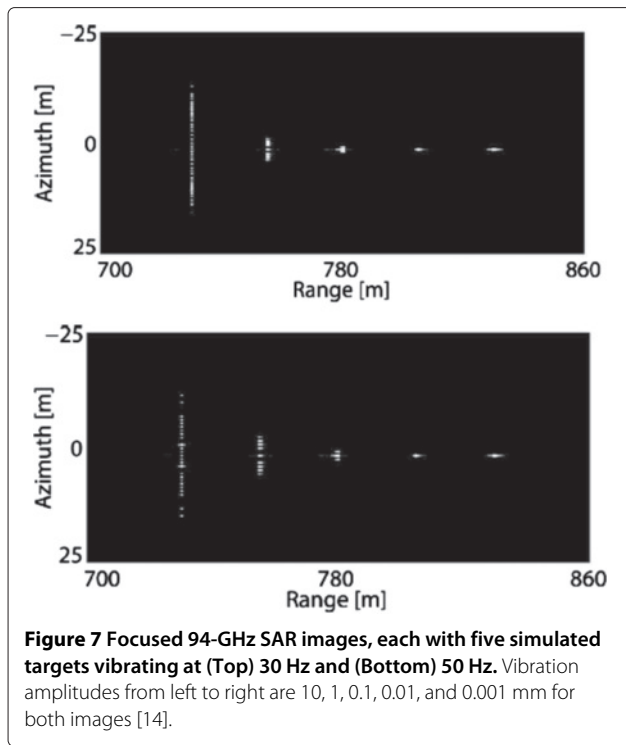 −25
Azimuth [m]
0
25
700
780
860
Range [m]
−25
Azimuth [m]
0
25
700
780
860
Range [m]
Figure 7 Focused 94-GHz SAR images, each with five simulated
targets vibrating at (Top) 30 Hz and (Bottom) 50 Hz. Vibration
amplitudes from left to right are 10, 1, 0.1, 0.01, and 0.001 mm for
both images [14].